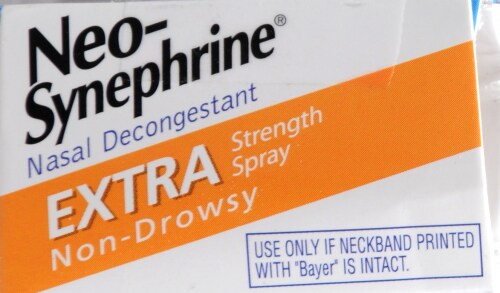 Neo-
Synephrine®
Nasal Decongestant
EXTRA Strength
Spray
Non-Drowsy
USE ONLY IF NECKBAND PRINTED
WITH "Bayer" IS INTACT.